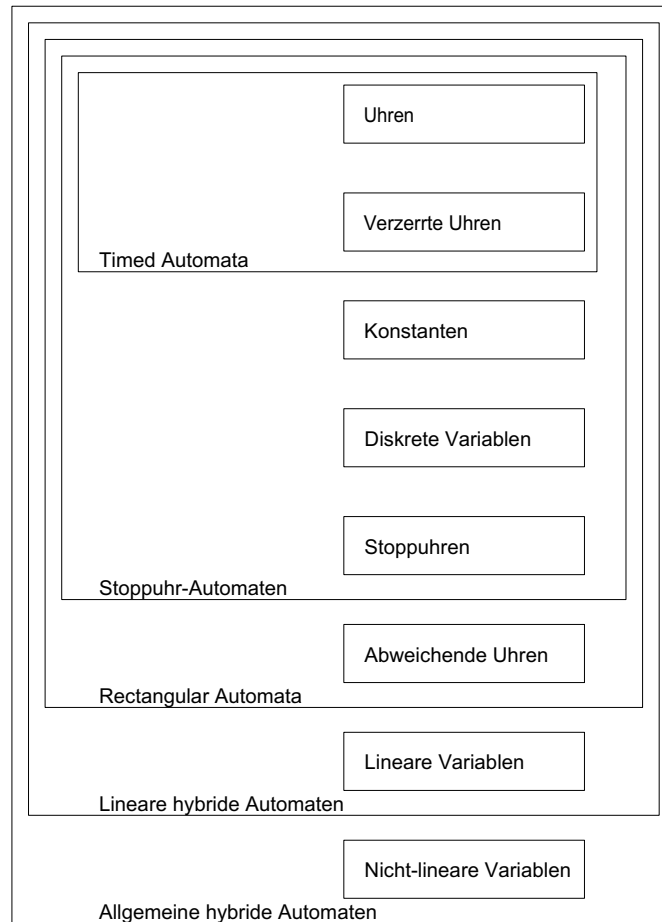 Uhren
Verzerrte Uhren
Timed Automata
Konstanten
Diskrete Variablen
Stoppuhren
Stoppuhr-Automaten
Abweichende Uhren
Rectangular Automata
Lineare Variablen
Lineare hybride Automaten
Nicht-lineare Variablen
Allgemeine hybride Automaten